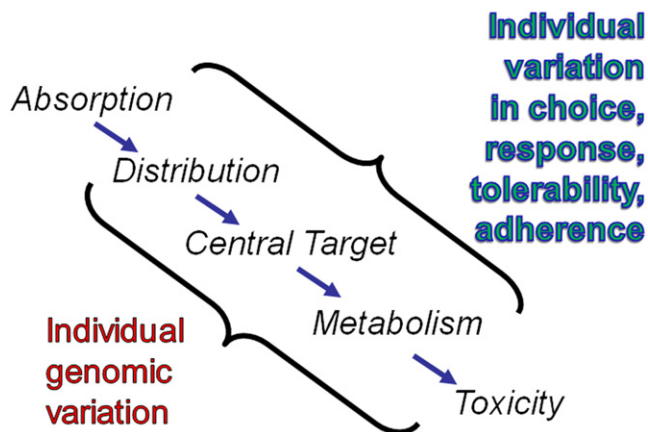 Individual
variation
in choice,
response,
tolerability,
adherence
Absorption
Distribution
Central Target
Metabolism
Toxicity
Individual
genomic
variation